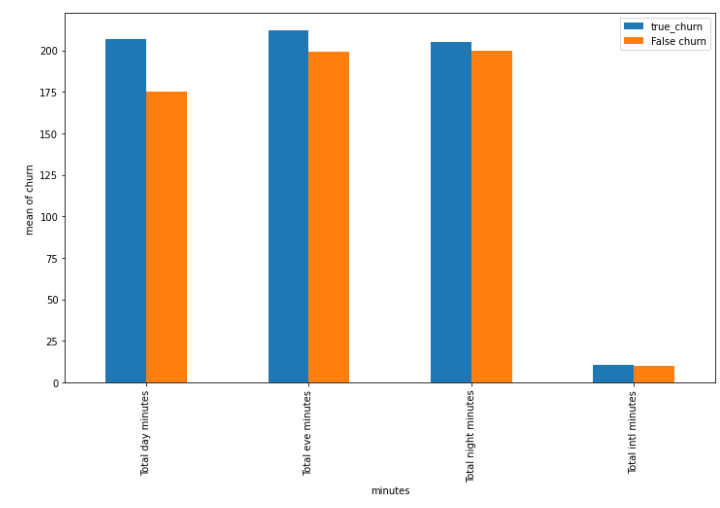 true_churn
False churn
mean of churn
200
175
150
125
100
75
50
25
0
Total day minutes
Total eve minutes
Total night minutes
Total intl minutes
minutes